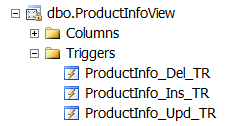 dbo.ProductInfoView
Columns
Triggers
ProductInfo_Del_TR
ProductInfo_Ins_TR
ProductInfo_Upd_TR